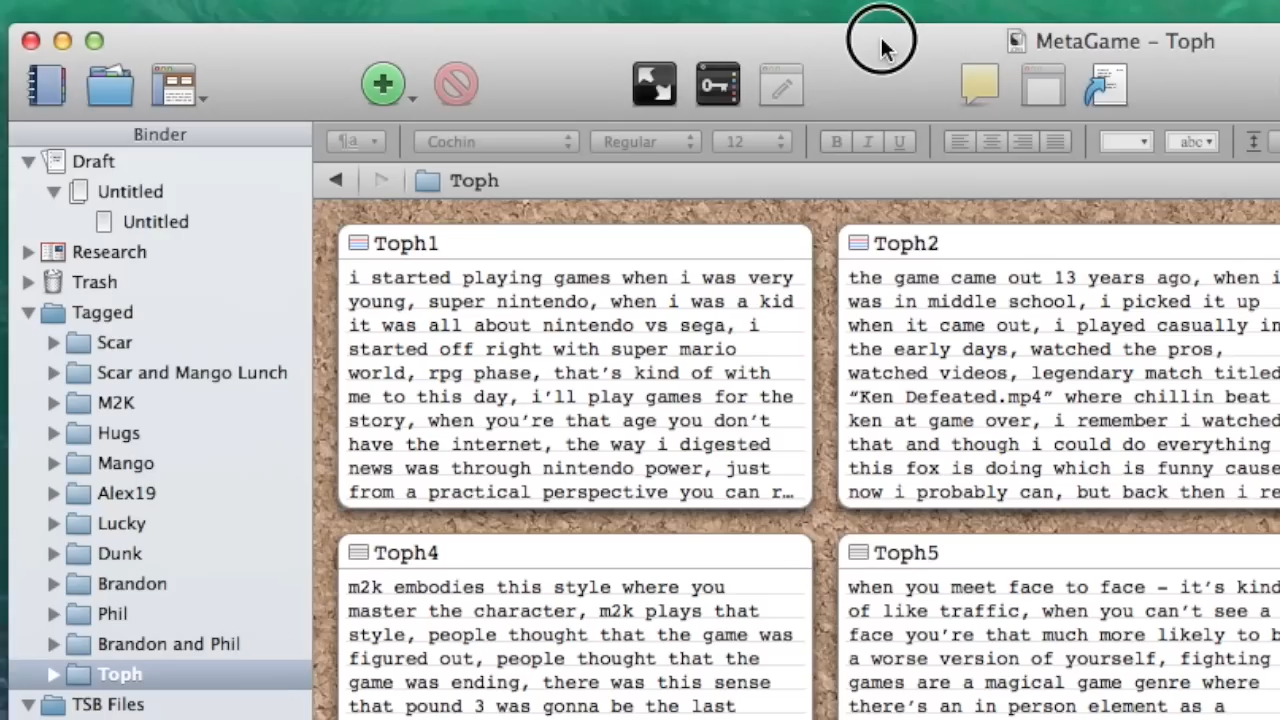 MetaGame – Toph
Binder
Cochin
Regular
12
B
I
U
abc
Draft
Untitled
Untitled
Research
Trash
Tagged
Scar
Scar and Mango Lunch
M2K
Hugs
Mango
Alex19
Lucky
Dunk
Brandon
Phil
Brandon and Phil
Toph
TSB Files
Toph
Toph1
i started playing games when i was very
young, super nintendo, when i was a kid
it was all about nintendo vs sega, i
started off right with super mario
world, rpg phase, that’s kind of with
me to this day, i’ll play games for the
story, when you’re that age you don’t
have the internet, the way i digested
news was through nintendo power, just
from a practical perspective you can r…
Toph2
the game came out 13 years ago, when i
was in middle school, i picked it up
when it came out, i played casually in
the early days, watched the pros,
watched videos, legendary match titled
“Ken Defeated.mp4” where chillin beat
ken at game over, i remember i watched
that and though i could do everything
this fox is doing which is funny cause
now i probably can, but back then i re
Toph4
m2k embodies this style where you
master the character, m2k plays that
style, people thought that the game was
figured out, people thought that the
game was ending, there was this sense
that pound 3 was gonna be the last
Toph5
when you meet face to face – it’s kind
of like traffic, when you can’t see a
face you’re that much more likely to b
a worse version of yourself, fighting
games are a magical game genre where
there’s an in person element as a